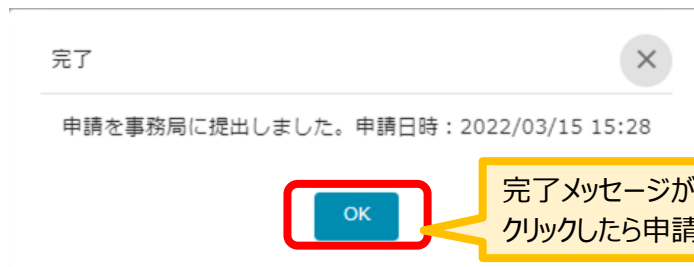 完了
申請を事務局に提出しました。申請日時：2022/03/15 15:28
OK
完了メッセージが
クリックしたら申請